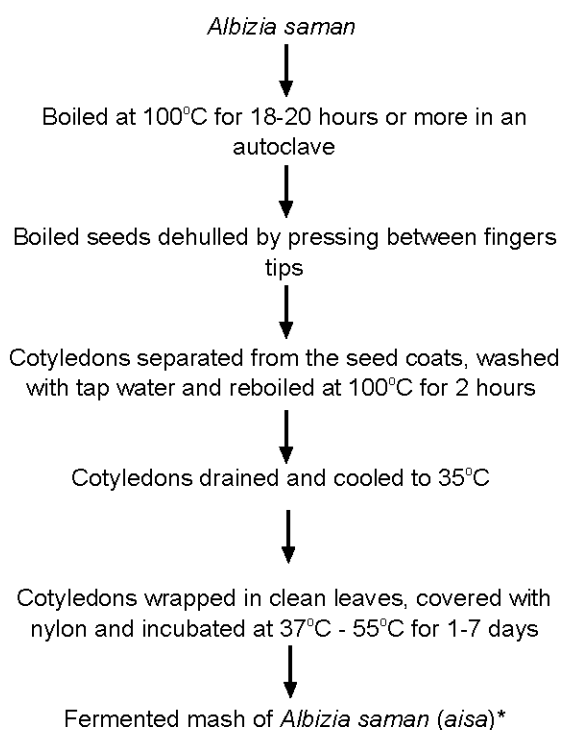 Albizia saman
Boiled at 100°C for 18-20 hours or more in an
autoclave
Boiled seeds dehulled by pressing between fingers
tips
Cotyledons separated from the seed coats, washed
with tap water and reboiled at 100°C for 2 hours
Cotyledons drained and cooled to 35°C
Cotyledons wrapped in clean leaves, covered with
nylon and incubated at 37°C - 55°C for 1-7 days
Fermented mash of Albizia saman (aisa)*